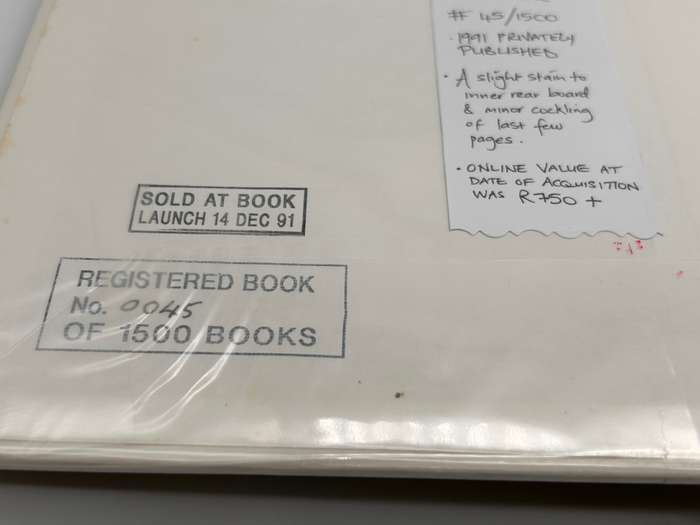 # 45/1500
· 1991 PRIVATELY
PUBLISHED
· A slight stain to
inner rear board
& minor cockling
of last few
pages.
· ONLINE VALUE AT
DATE OF ACQUISITION
WAS R750 +
SOLD AT BOOK
LAUNCH 14 DEC 91
REGISTERED BOOK
No. 0045
OF 1500 BOOKS